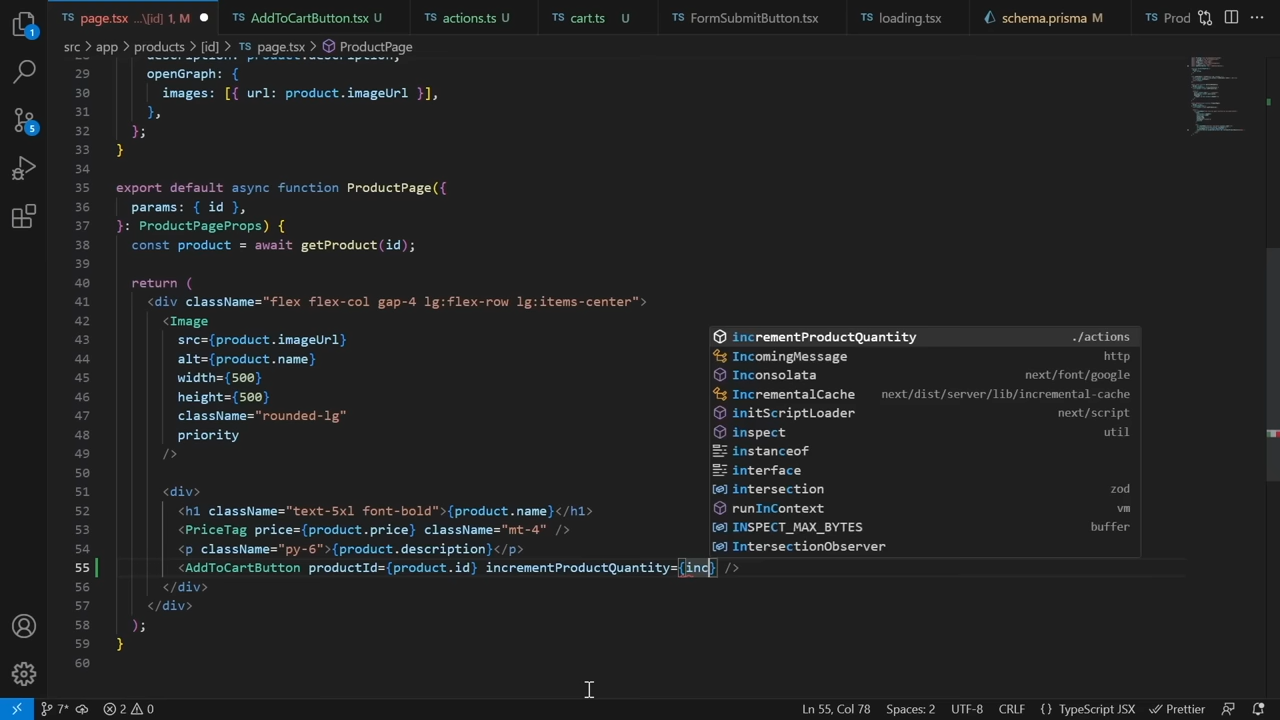 page.tsx ...\[id] 1, M
AddToCartButton.tsx U
actions.ts U
cart.ts U
FormSubmitButton.tsx
loading.tsx
schema.prisma M
Prod
src > app > products > [id] > page.tsx > ProductPage
description: product.description,
29 openGraph: {
30 images: [{ url: product.imageUrl }],
31 },
32 };
33 }
34
35 export default async function ProductPage({
36 params: { id },
37 }: ProductPageProps) {
38 const product = await getProduct(id);
39
40 return (
41 <div className="flex flex-col gap-4 lg:flex-row lg:items-center">
42 <Image
43 src={product.imageUrl}
44 alt={product.name}
45 width={500}
46 height={500}
47 className="rounded-lg"
48 priority
49 />
50
51 <div>
52 <h1 className="text-5xl font-bold">{product.name}</h1>
53 <PriceTag price={product.price} className="mt-4" />
54 <p className="py-6">{product.description}</p>
55 <AddToCartButton productId={product.id} incrementProductQuantity={inc} />
56 </div>
57 </div>
58 );
59 }
60
incrementProductQuantity ./actions
IncomingMessage http
Inconsolata next/font/google
IncrementalCache next/dist/server/lib/incremental-cache
initScriptLoader next/script
inspect util
instanceof
interface
intersection zod
runInContext vm
INSPECT_MAX_BYTES buffer
IntersectionObserver
1
5
7* 2 0 Ln 55, Col 78 Spaces: 2 UTF-8 CRLF {} TypeScript JSX Prettier